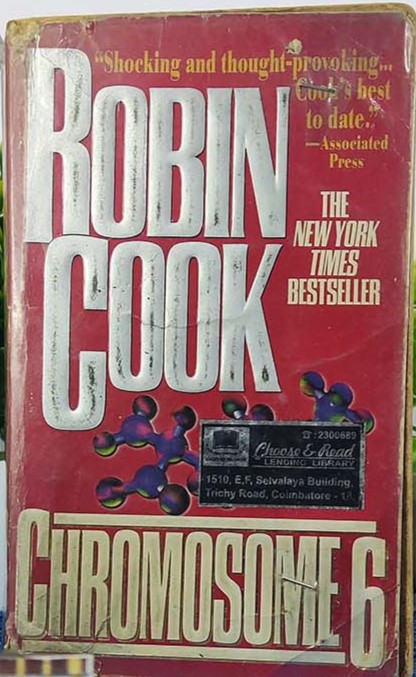 "Shocking and thought-provoking...
Cook's best
to date."
—Associated
Press
ROBIN
COOK
THE
NEW YORK
TIMES
BESTSELLER
☎:2300689
Choose & Read
LENDING LIBRARY
1510, E,F, Selvalaya Building,
Trichy Road, Coimbatore - 18.
CHROMOSOME 6